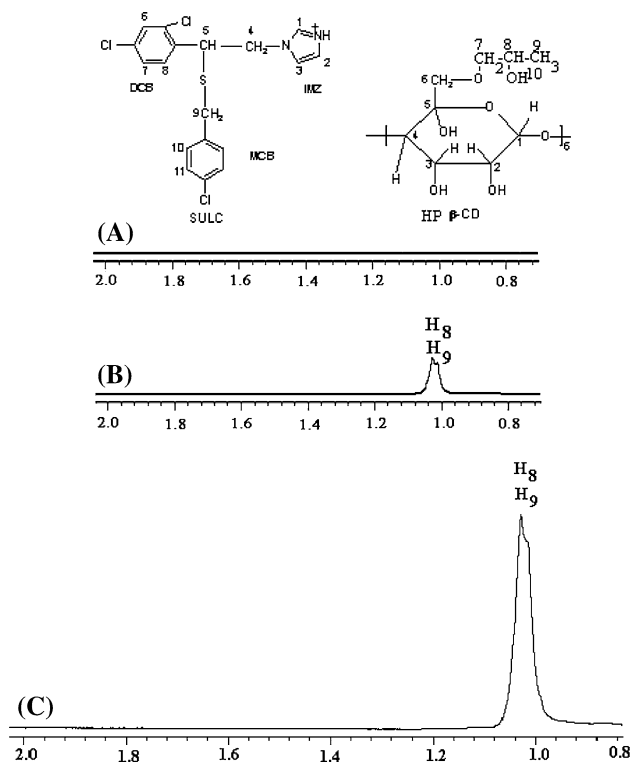 6 Cl
5 4 1
Cl CH2 N NH+
7 8 3 2
DCB S IMZ
9 CH2
10
MCB
11
Cl
SULC
7 8 9
CH2 CH CH3
OH 10
6 CH2 O
5 O H
OH
4 H H 1 O 6
3 2
H OH OH
HP β-CD
(A)
2.0 1.8 1.6 1.4 1.2 1.0 0.8
H8
H9
(B)
2.0 1.8 1.6 1.4 1.2 1.0 0.8
H8
H9
(C)
2.0 1.8 1.6 1.4 1.2 1.0 0.8